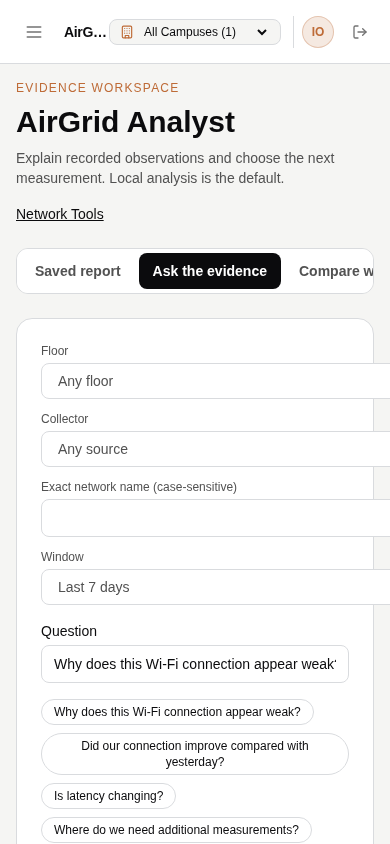 AirG…
All Campuses (1)
IO
EVIDENCE WORKSPACE
AirGrid Analyst
Explain recorded observations and choose the next
measurement. Local analysis is the default.
Network Tools
Saved report
Ask the evidence
Compare w
Floor
Any floor
Collector
Any source
Exact network name (case-sensitive)
Window
Last 7 days
Question
Why does this Wi-Fi connection appear weak?
Why does this Wi-Fi connection appear weak?
Did our connection improve compared with
yesterday?
Is latency changing?
Where do we need additional measurements?